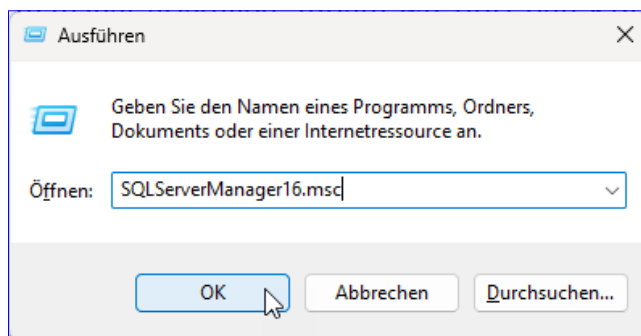 Ausführen
Geben Sie den Namen eines Programms, Ordners,
Dokuments oder einer Internetressource an.
Öffnen: SQLServerManager16.msc
OK Abbrechen Durchsuchen...